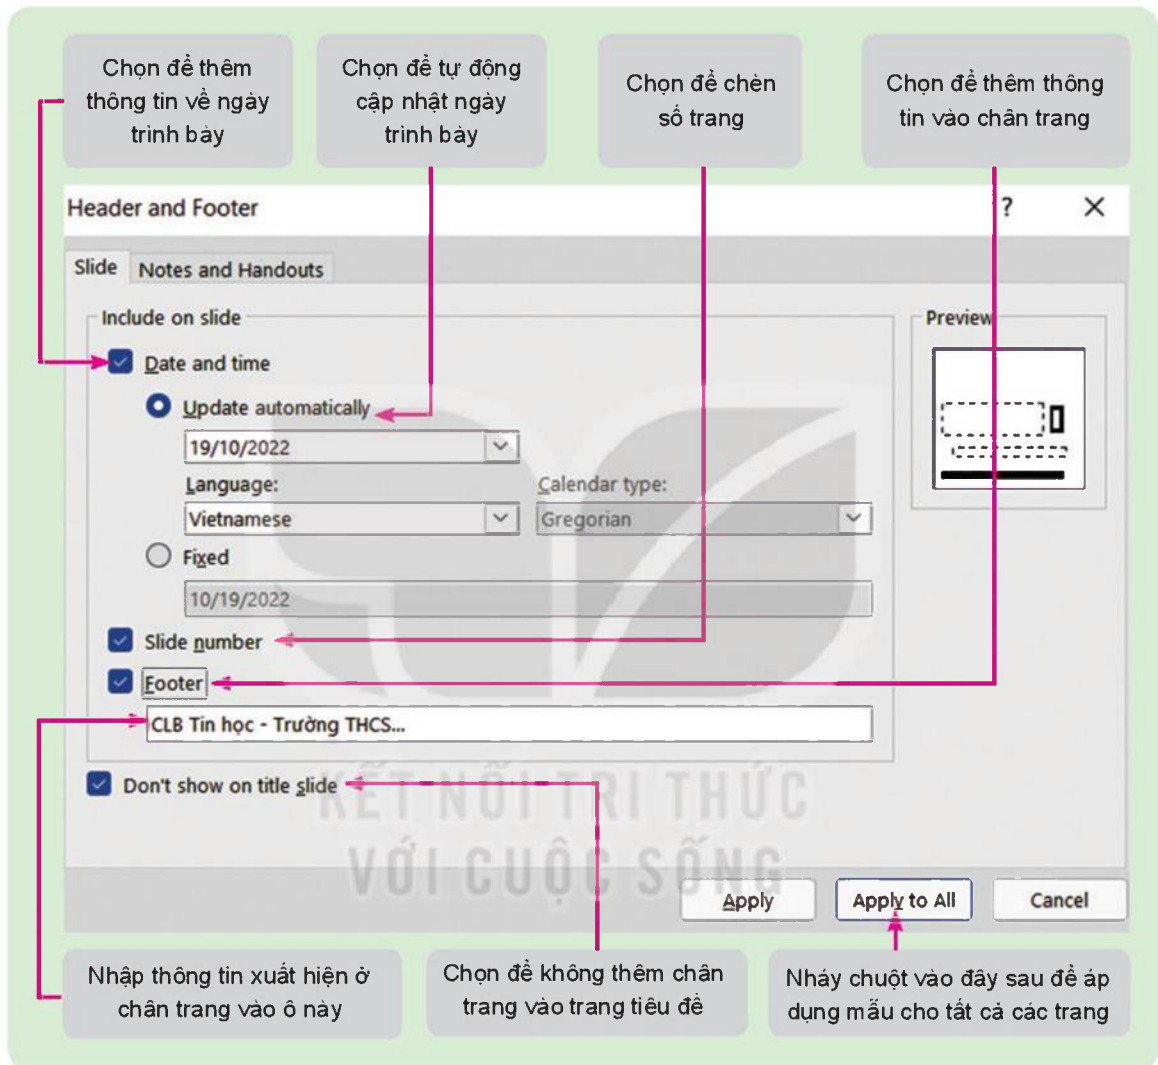 Chọn để thêm
thông tin về ngày
trình bày
Chọn để tự động
cập nhật ngày
trình bày
Chọn để chèn
số trang
Chọn để thêm thông
tin vào chân trang
Header and Footer
?
Slide
Notes and Handouts
Include on slide
Preview
Date and time
Update automatically
19/10/2022
Language:
Calendar type:
Vietnamese
Gregorian
Fixed
10/19/2022
Slide number
Footer
CLB Tin học - Trường THCS...
Don't show on title slide
KẾT NỐI TRI THỨC
VỚI CUỘC SỐNG
Apply
Apply to All
Cancel
Nhập thông tin xuất hiện ở
chân trang vào ô này
Chọn để không thêm chân
trang vào trang tiêu đề
Nháy chuột vào đây sau để áp
dụng mẫu cho tất cả các trang